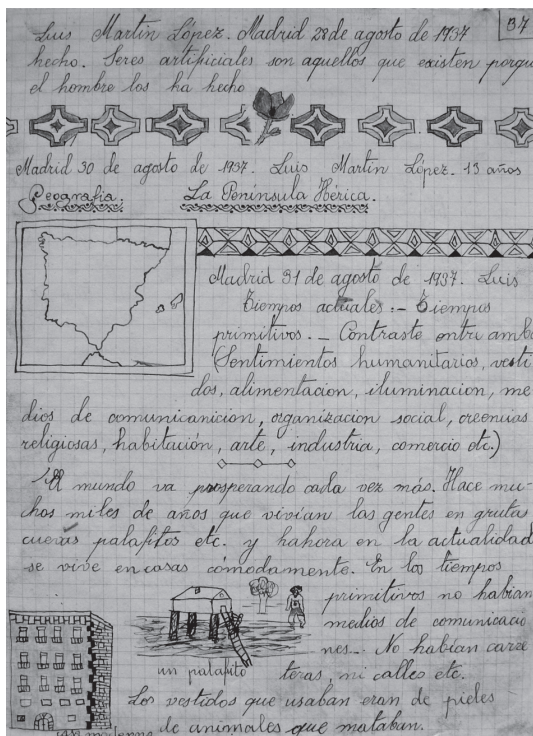 37
Luis Martín López. Madrid 28 de agosto de 1937
hecho. Seres artificiales son aquellos que existen porqu
el hombre los ha hecho
Madrid 30 de agosto de 1937. Luis Martín López. 13 años
Geografía. La Península Ibérica.
Madrid 31 de agosto de 1937. Luis
Tiempos actuales:- Tiempos
primitivos. - Contraste entre amb
(Sentimientos humanitarios, vesti
dos, alimentacion, iluminacion, me
dios de comunicanicion, organizacion social, creencias
religiosas, habitación, arte, industria, comercio etc.)
El mundo va prosperando cada vez más. Hace mu-
chos miles de años que vivían las gentes en grutas
cuevas palafitos etc. y hahora en la actualidad
se vive en casas cómodamente. En los tiempos
primitivos no habían
medios de comunicacio
nes.. No habían carre
teras, ni calles etc.
un palafito
Los vestidos que usaban eran de pieles
de animales que mataban.